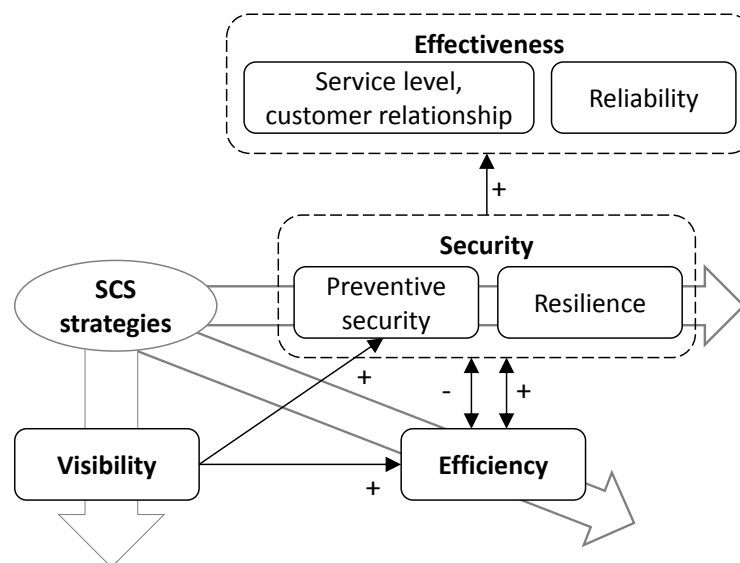 Effectiveness
Service level,
customer relationship
Reliability
+
Security
SCS
strategies
Preventive
security
Resilience
+
-
+
Visibility
Efficiency
+